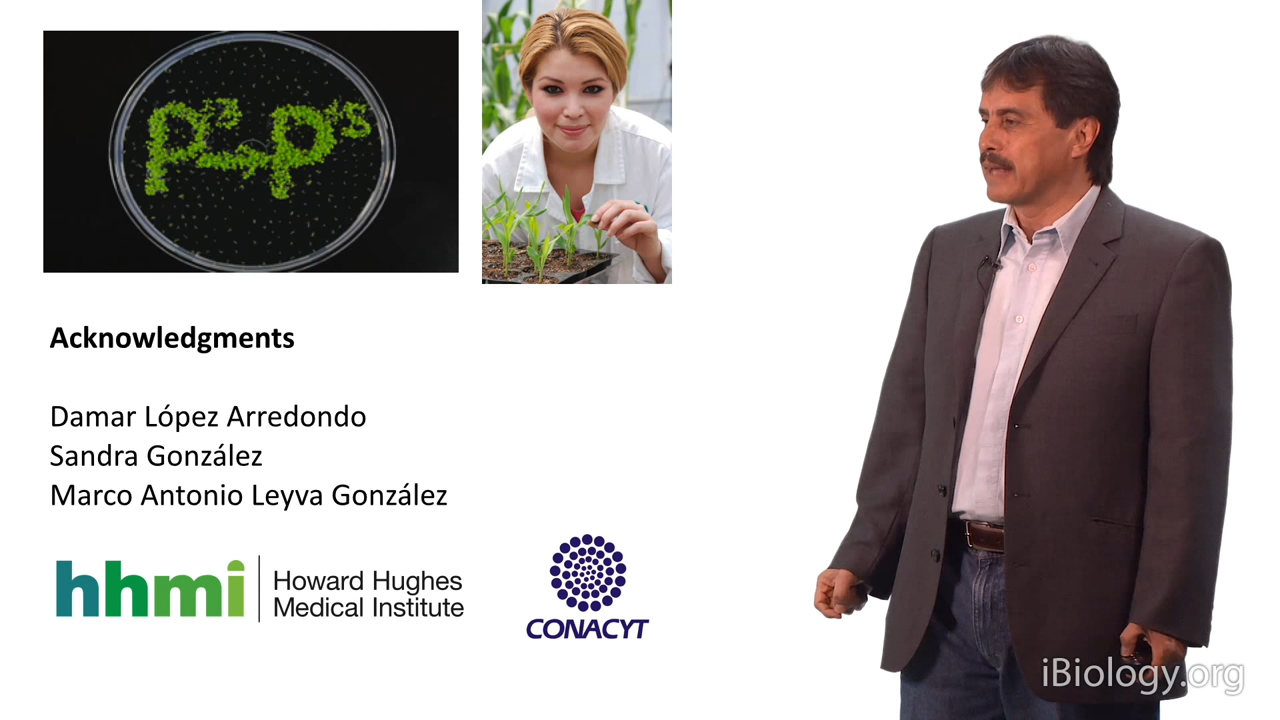 Acknowledgments
Damar López Arredondo
Sandra González
Marco Antonio Leyva González
hhmi
Howard Hughes
Medical Institute
CONACYT
iBiology.org